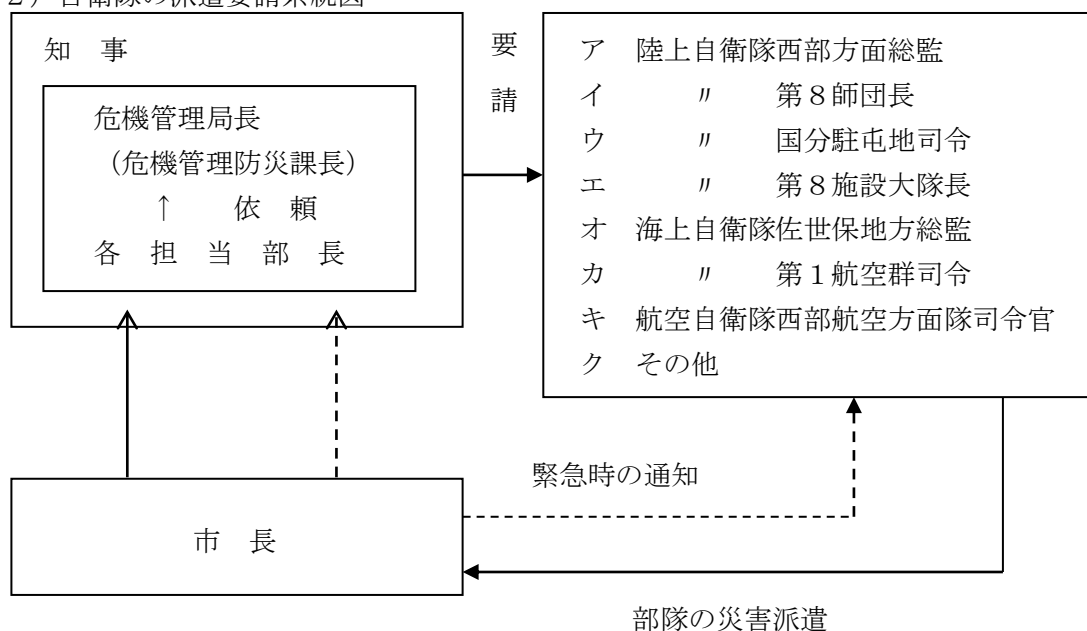 ２）自衛隊の派遣要請系統図
知　事
危機管理局長
（危機管理防災課長）
↑　　依　頼
各　担　当　部　長
要
請
ア　陸上自衛隊西部方面総監
イ　　　〃　　　第８師団長
ウ　　　〃　　　国分駐屯地司令
エ　　　〃　　　第８施設大隊長
オ　海上自衛隊佐世保地方総監
カ　　　〃　　　第１航空群司令
キ　航空自衛隊西部航空方面隊司令官
ク　その他
緊急時の通知
市　長
部隊の災害派遣